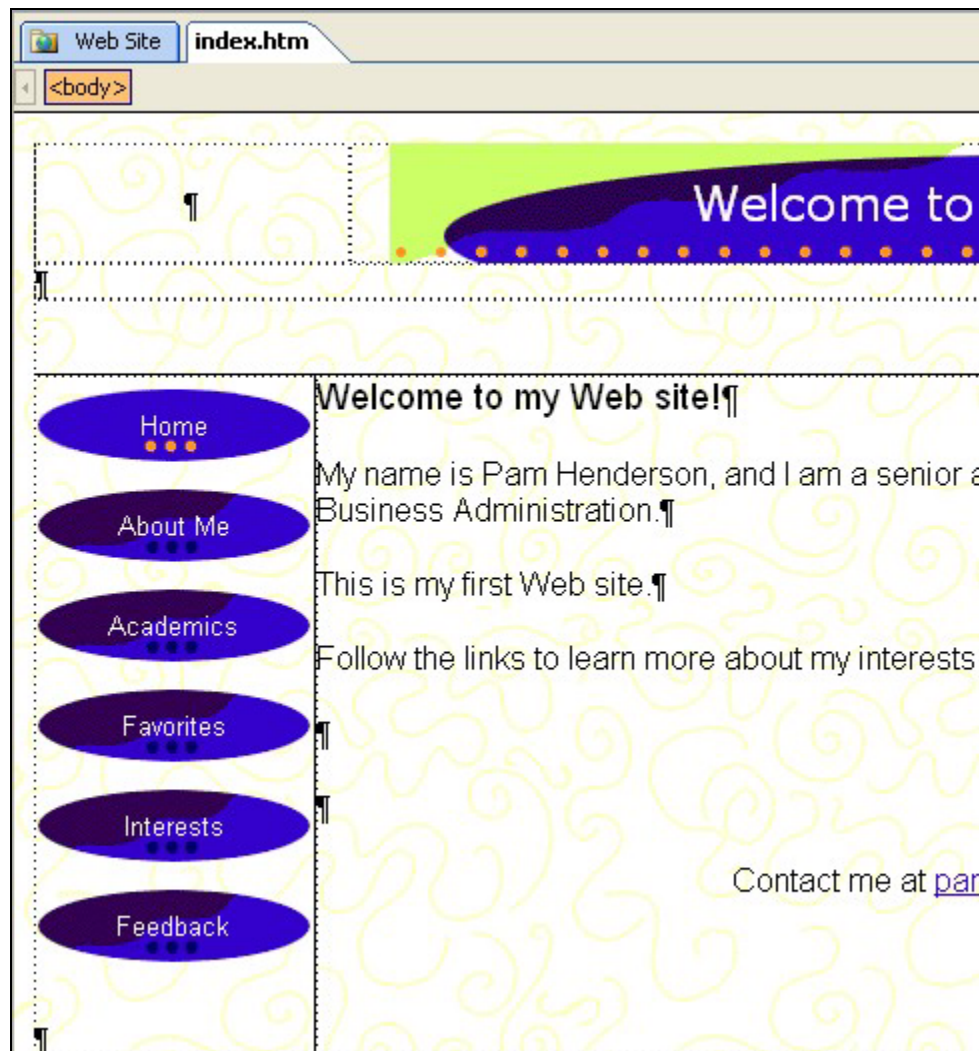 Web Site
index.htm
<body>
¶
Welcome to
¶
Home
About Me
Academics
Favorites
Interests
Feedback
¶
Welcome to my Web site!¶
My name is Pam Henderson, and I am a senior a
Business Administration.¶
This is my first Web site.¶
Follow the links to learn more about my interests
¶
¶
Contact me at pam